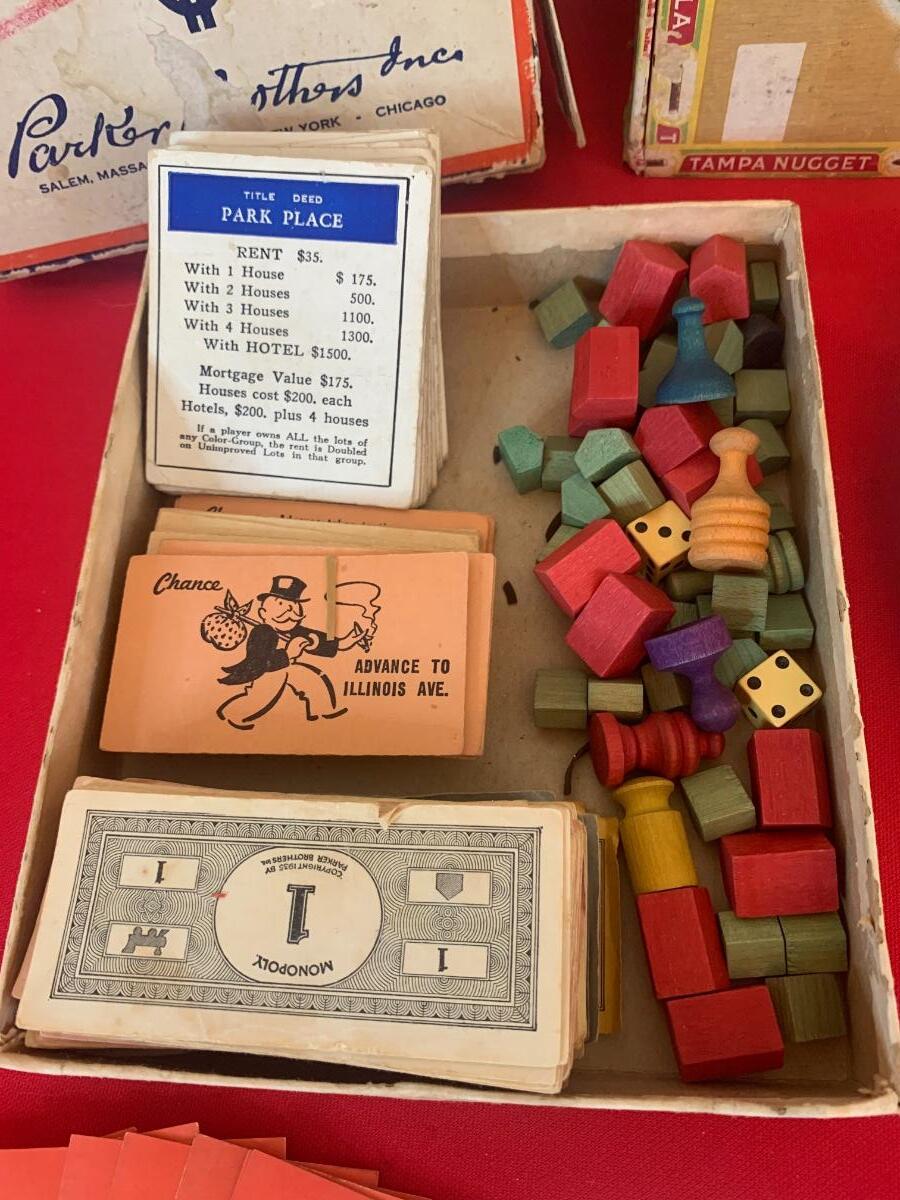 Parker Brothers Inc.
SALEM, MASSA NEW YORK - CHICAGO
LA
T
TAMPA NUGGET
TITLE DEED
PARK PLACE
RENT $35.
With 1 House $ 175.
With 2 Houses 500.
With 3 Houses 1100.
With 4 Houses 1300.
With HOTEL $1500.
Mortgage Value $175.
Houses cost $200. each
Hotels, $200. plus 4 houses
If a player owns ALL the lots of
any Color-Group, the rent is Doubled
on Unimproved Lots in that group.
Chance
ADVANCE TO
ILLINOIS AVE.
1
1
MONOPOLY
1
COPYRIGHT 1935 BY
PARKER BROTHERS Inc.
1